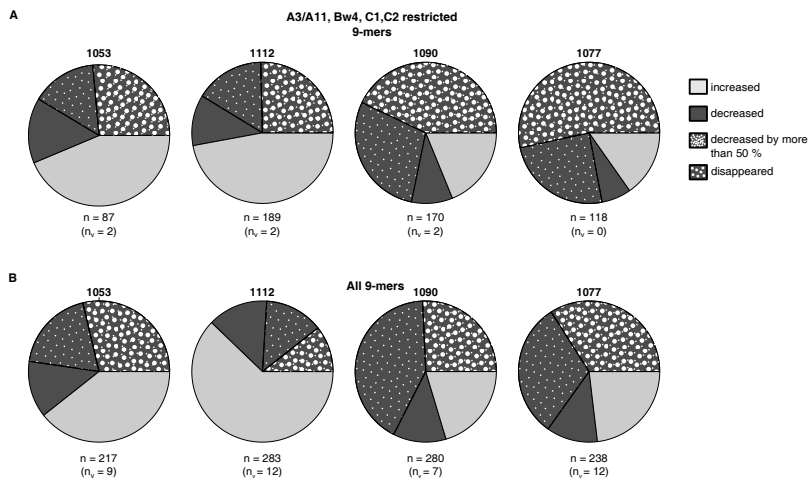 A
A3/A11, Bw4, C1,C2 restricted
9-mers
1053
1112
1090
1077
increased
decreased
decreased by more
than 50 %
disappeared
n = 87
(nv = 2)
n = 189
(nv = 2)
n = 170
(nv = 2)
n = 118
(nv = 0)
B
All 9-mers
1053
1112
1090
1077
n = 217
(nv = 9)
n = 283
(nv = 12)
n = 280
(nv = 7)
n = 238
(nv = 12)